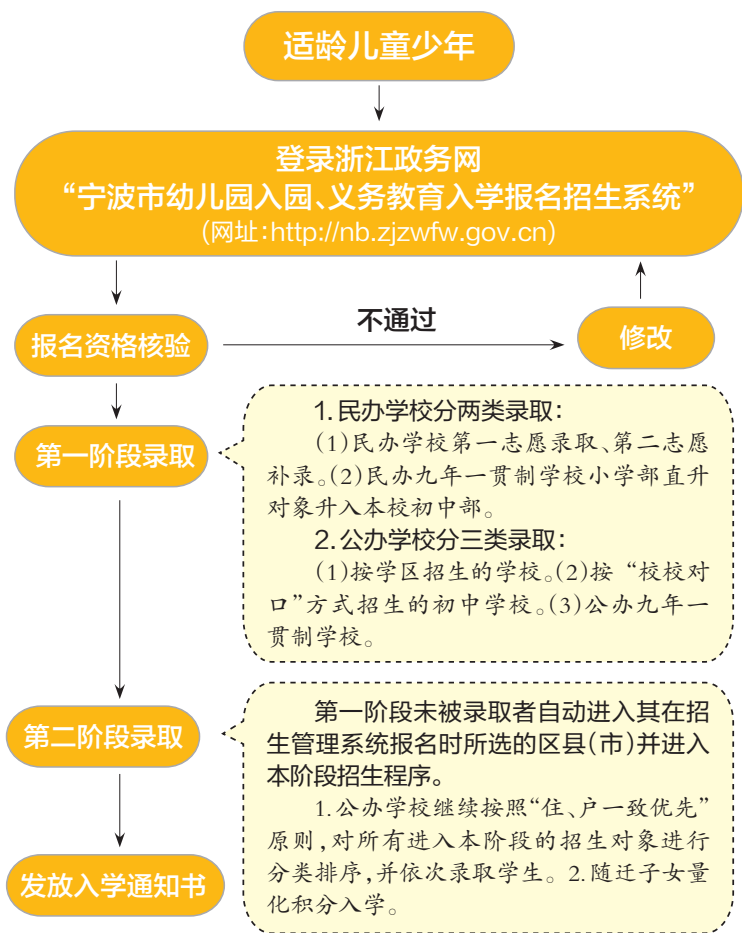 适龄儿童少年
登录浙江政务网
“宁波市幼儿园入园、义务教育入学报名招生系统”
(网址:http://nb.zjzwfw.gov.cn)
报名资格核验
不通过
修改
第一阶段录取
1.民办学校分两类录取:
(1)民办学校第一志愿录取、第二志愿
补录。(2)民办九年一贯制学校小学部直升
对象升入本校初中部。
2.公办学校分三类录取:
(1)按学区招生的学校。(2)按“校校对
口”方式招生的初中学校。(3)公办九年一
贯制学校。
第二阶段录取
第一阶段未被录取者自动进入其在招
生管理系统报名时所选的区县(市)并进入
本阶段招生程序。
1.公办学校继续按照“住、户一致优先”
原则,对所有进入本阶段的招生对象进行
分类排序,并依次录取学生。2.随迁子女量
化积分入学。
发放入学通知书